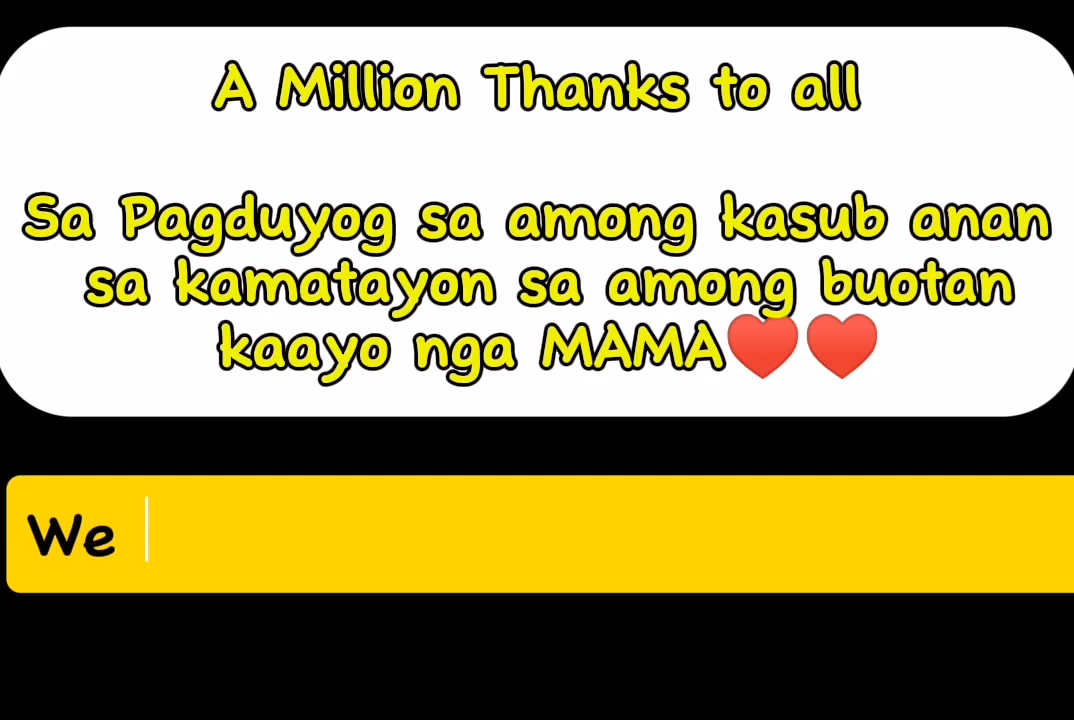 A Million Thanks to all
Sa Pagduyog sa among kasub anan
sa kamatayon sa among buotan
kaayo nga MAMA❤️❤️
We